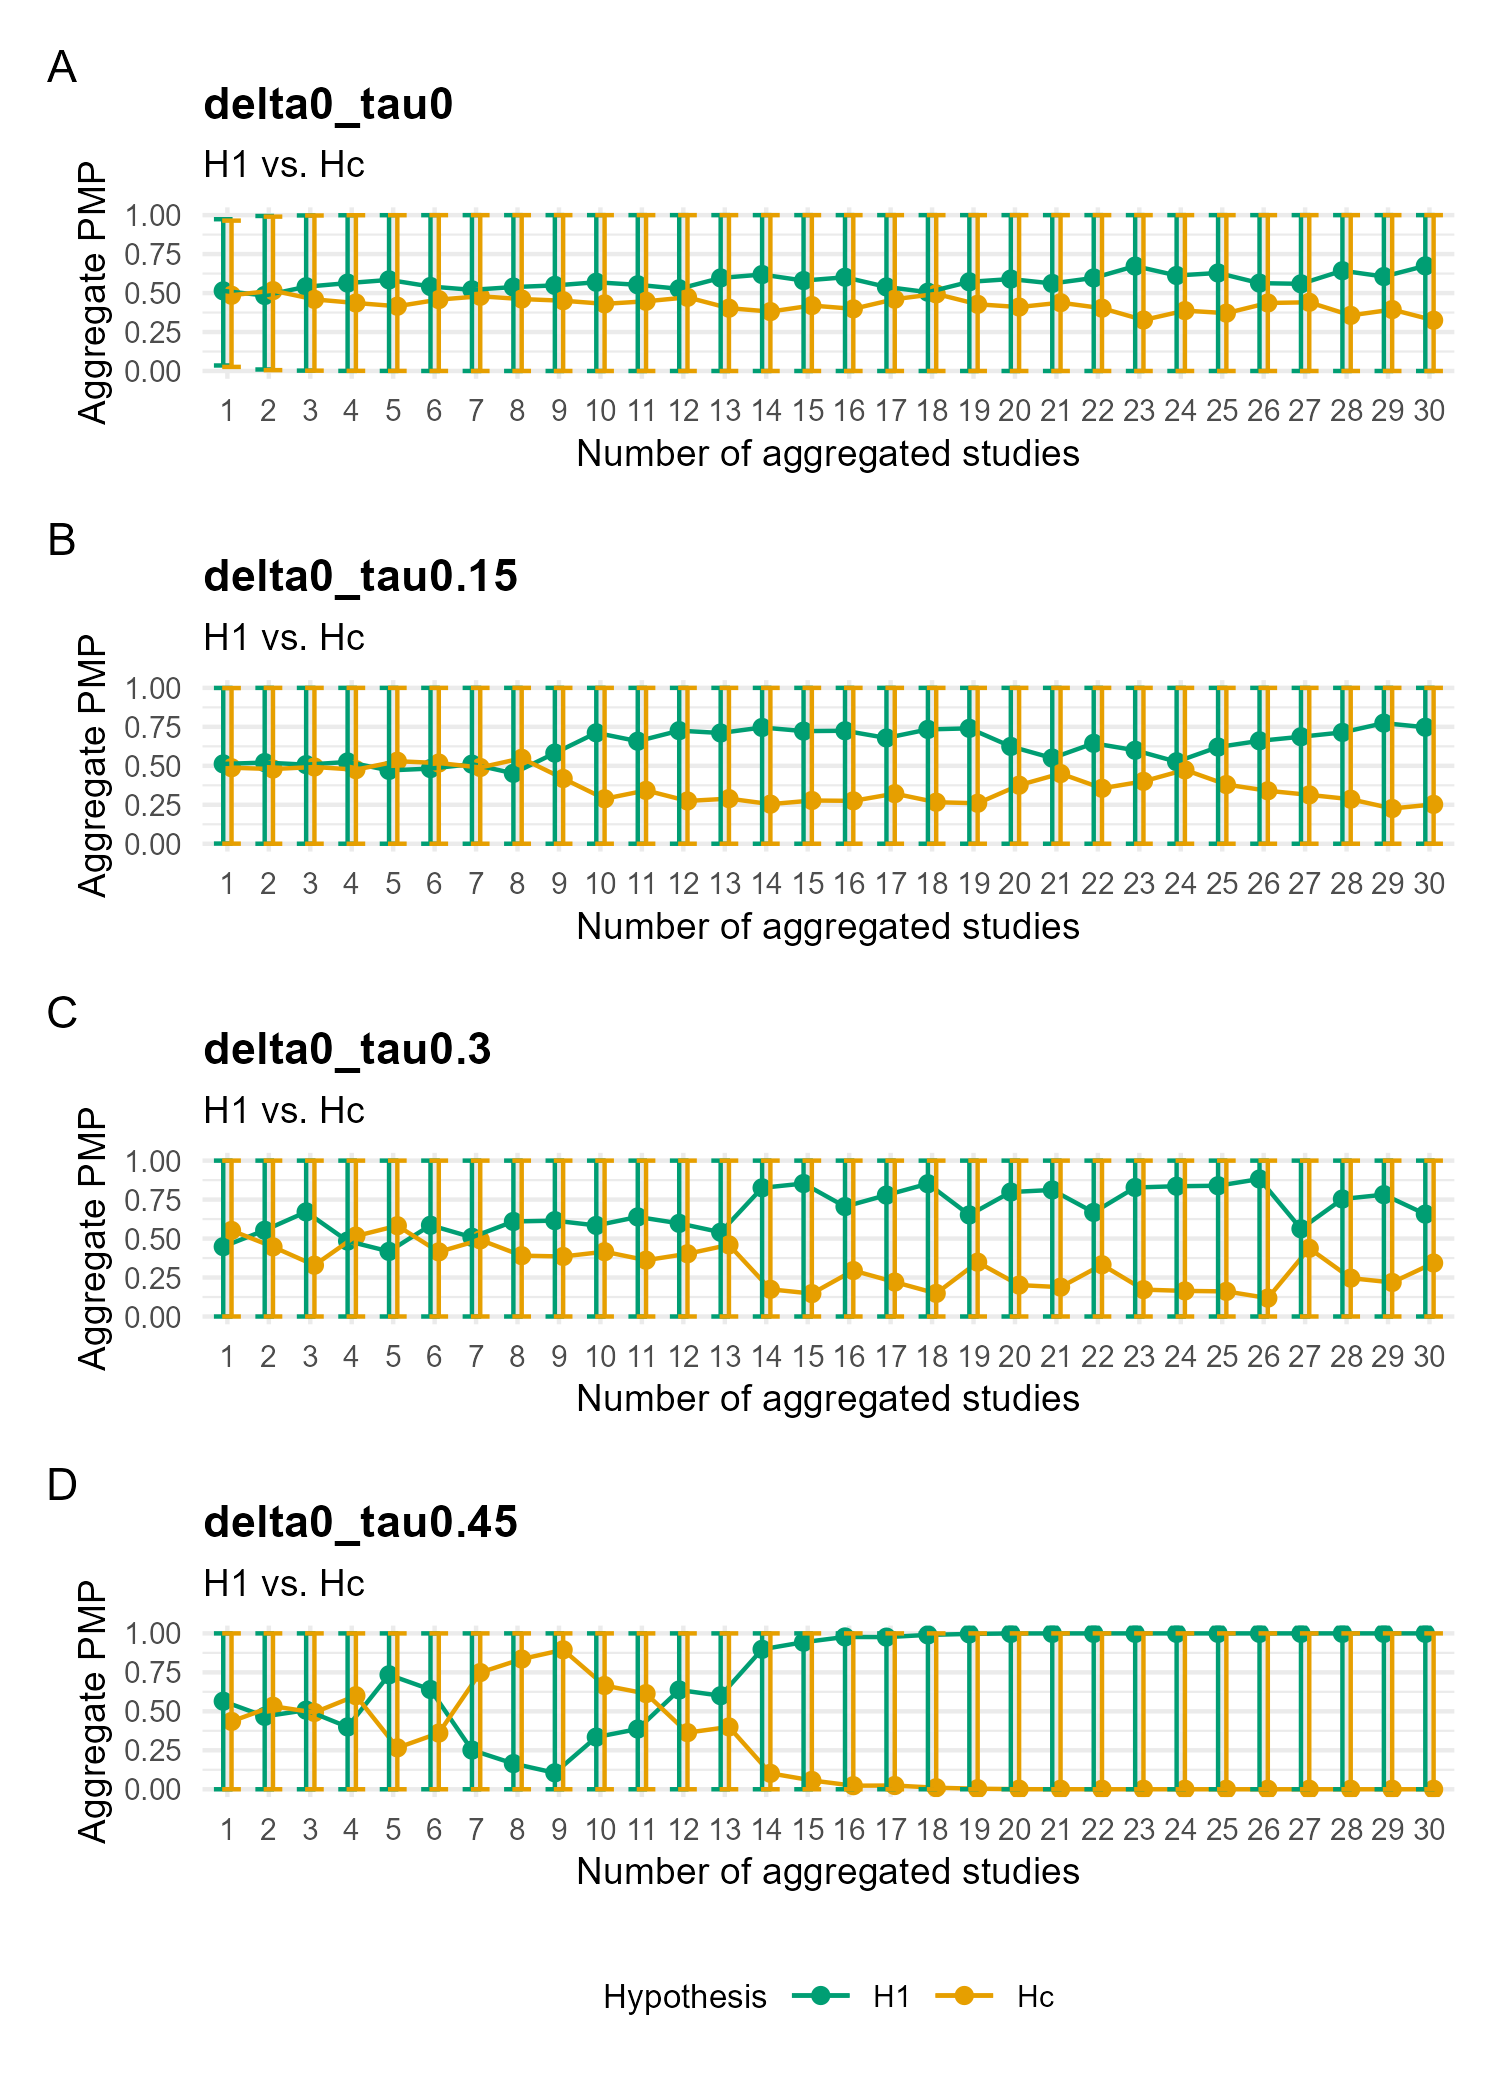 A
delta0_tau0
H1 vs. Hc
Aggregate PMP
1.00
0.75
0.50
0.25
0.00
1 2 3 4 5 6 7 8 9 10 11 12 13 14 15 16 17 18 19 20 21 22 23 24 25 26 27 28 29 30
Number of aggregated studies
B
delta0_tau0.15
H1 vs. Hc
Aggregate PMP
1.00
0.75
0.50
0.25
0.00
1 2 3 4 5 6 7 8 9 10 11 12 13 14 15 16 17 18 19 20 21 22 23 24 25 26 27 28 29 30
Number of aggregated studies
C
delta0_tau0.3
H1 vs. Hc
Aggregate PMP
1.00
0.75
0.50
0.25
0.00
1 2 3 4 5 6 7 8 9 10 11 12 13 14 15 16 17 18 19 20 21 22 23 24 25 26 27 28 29 30
Number of aggregated studies
D
delta0_tau0.45
H1 vs. Hc
Aggregate PMP
1.00
0.75
0.50
0.25
0.00
1 2 3 4 5 6 7 8 9 10 11 12 13 14 15 16 17 18 19 20 21 22 23 24 25 26 27 28 29 30
Number of aggregated studies
Hypothesis H1 Hc